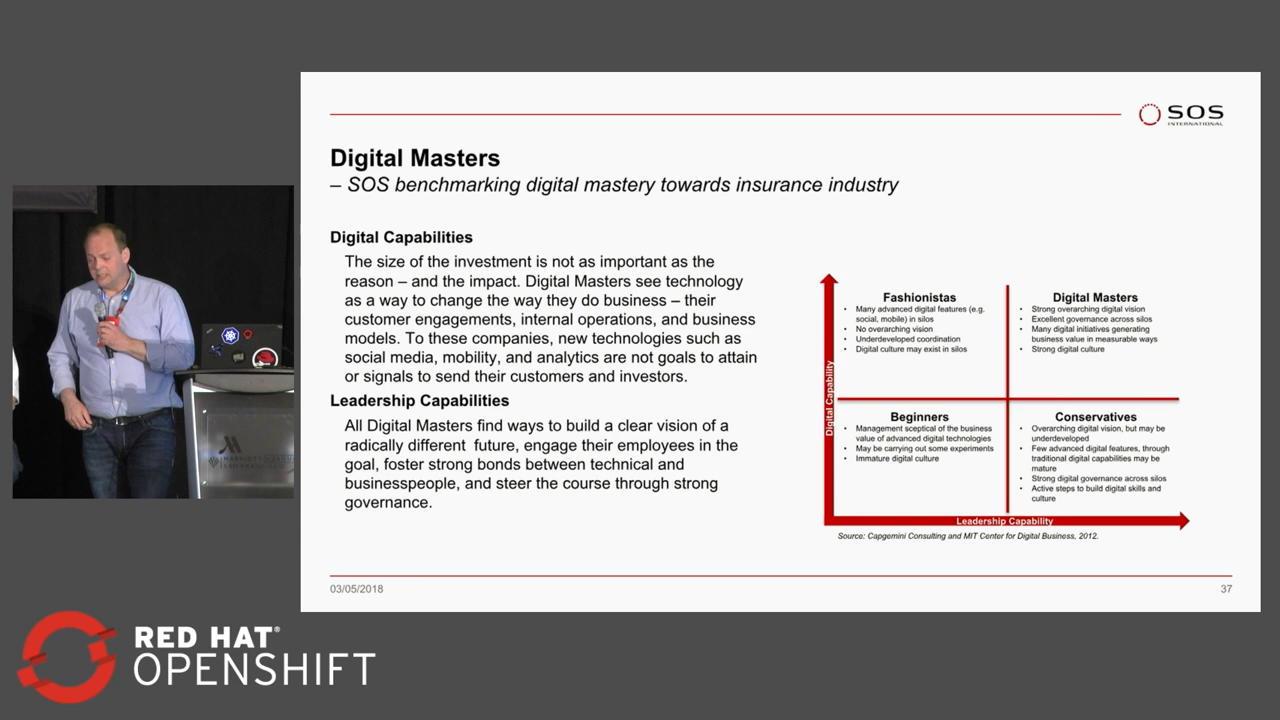 SOS
INTERNATIONAL
Digital Masters
– SOS benchmarking digital mastery towards insurance industry
Digital Capabilities
The size of the investment is not as important as the
reason – and the impact. Digital Masters see technology
as a way to change the way they do business – their
customer engagements, internal operations, and business
models. To these companies, new technologies such as
social media, mobility, and analytics are not goals to attain
or signals to send their customers and investors.
Leadership Capabilities
All Digital Masters find ways to build a clear vision of a
radically different future, engage their employees in the
goal, foster strong bonds between technical and
businesspeople, and steer the course through strong
governance.
Digital Capability
Fashionistas
• Many advanced digital features (e.g.
social, mobile) in silos
• No overarching vision
• Underdeveloped coordination
• Digital culture may exist in silos
Digital Masters
• Strong overarching digital vision
• Excellent governance across silos
• Many digital initiatives generating
business value in measurable ways
• Strong digital culture
Beginners
• Management sceptical of the business
value of advanced digital technologies
• May be carrying out some experiments
• Immature digital culture
Conservatives
• Overarching digital vision, but may be
underdeveloped
• Few advanced digital features, through
traditional digital capabilities may be
mature
• Strong digital governance across silos
• Active steps to build digital skills and
culture
Leadership Capability
Source: Capgemini Consulting and MIT Center for Digital Business, 2012.
03/05/2018
37
RED HAT®
OPENSHIFT